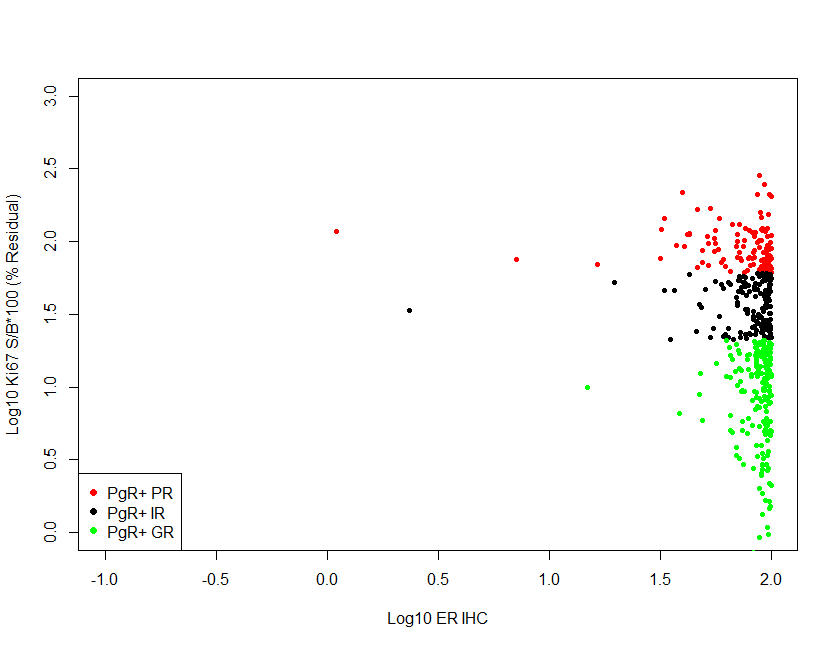 3.0
2.5
2.0
1.5
1.0
0.5
0.0
Log10 Ki67 S/B*100 (% Residual)
PgR+ PR
PgR+ IR
PgR+ GR
-1.0 -0.5 0.0 0.5 1.0 1.5 2.0
Log10 ER IHC